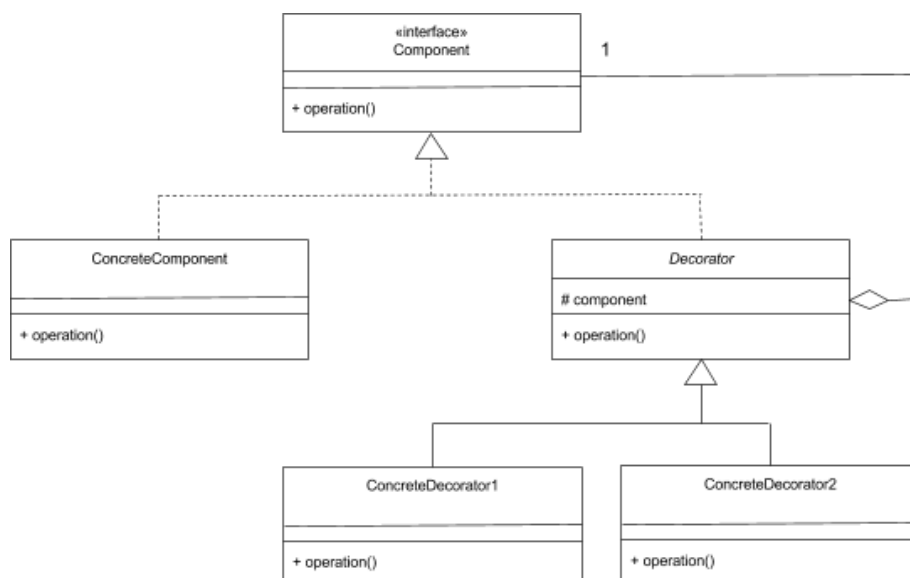 «interface»
Component
1
+ operation()
ConcreteComponent
+ operation()
Decorator
# component
+ operation()
ConcreteDecorator1
+ operation()
ConcreteDecorator2
+ operation()